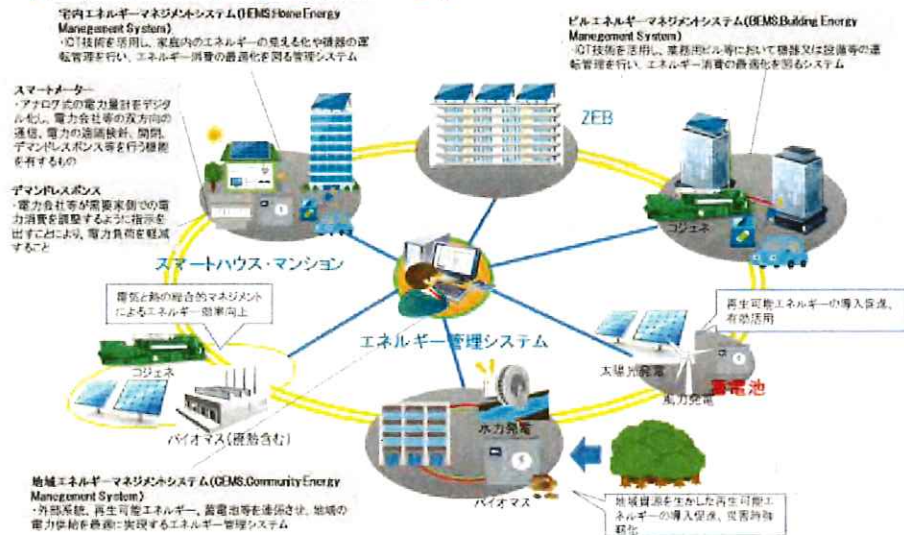 宅内エネルギーマネジメントシステム(HEMS:Home Energy
Management System)
・ICT技術を活用し、家庭内のエネルギーの見える化や機器の運
転管理を行い、エネルギー消費の最適化を図る管理システム
ビルエネルギーマネジメントシステム(BEMS:Building Energy
Management System)
・ICT技術を活用し、業務用ビル等において機器又は設備等の運
転管理を行い、エネルギー消費の最適化を図るシステム
スマートメーター
・アナログ式の電力量計をデジタ
ル化し、電力会社等の双方向の
通信、電力の遠隔検針、開閉、
デマンドレスポンス等を行う機能
を有するもの
ZEB
デマンドレスポンス
・電力会社等が需要家側での電
力消費を調整するように指示を
出すことにより、電力負荷を軽減
すること
コジェネ
スマートハウス・マンション
電気と熱の総合的マネジメント
によるエネルギー効率向上
再生可能エネルギーの導入促進、
有効活用
エネルギー管理システム
コジェネ
太陽光発電
蓄電池
風力発電
バイオマス(廃熱含む)
水力発電
バイオマス
地域エネルギーマネジメントシステム(CEMS:Community Energy
Management System)
・外部系統、再生可能エネルギー、蓄電池等を連係させ、地域の
電力供給を最適に実現するエネルギー管理システム
地域資源を生かした再生可能エ
ネルギーの導入促進、災害時強
靭化